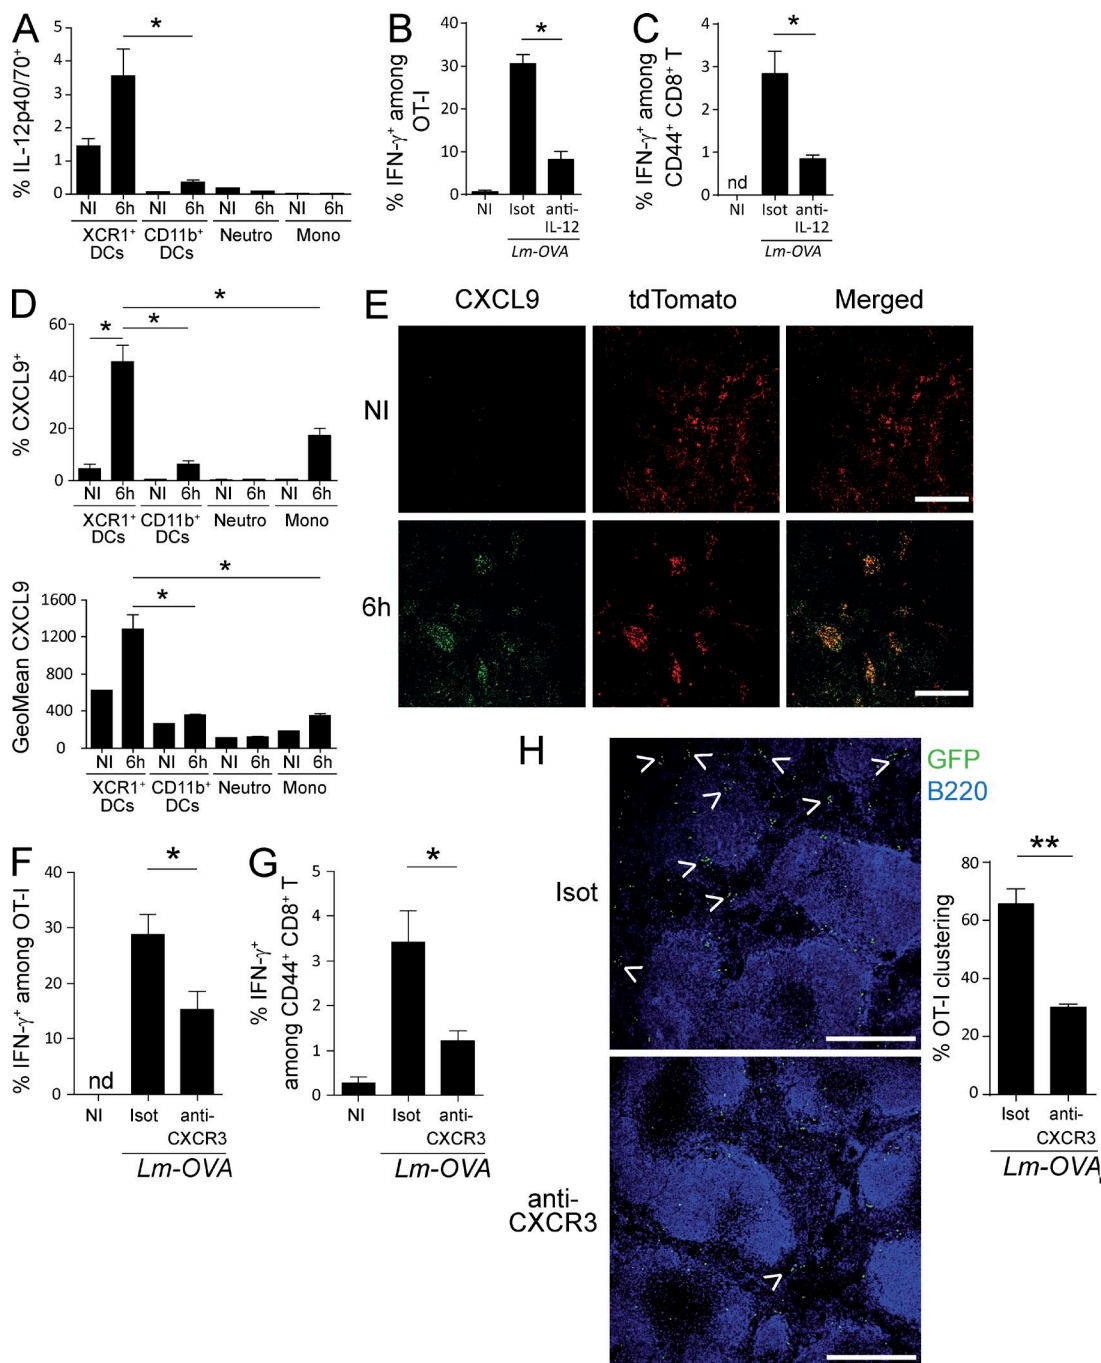 A
% IL-12p40/70⁺
5
4
3
2
1
0
NI 6h NI 6h NI 6h NI 6h
XCR1⁺ CD11b⁺ Neutro Mono
DCs DCs
*
B
% IFN-γ⁺ among
OT-I
40
30
20
10
0
*
NI Isot anti-
IL-12
Lm-OVA
C
% IFN-γ⁺ among
CD44⁺ CD8⁺ T
4
3
2
1
0
*
nd
NI Isot anti-
IL-12
Lm-OVA
D
% CXCL9⁺
60
40
20
0
*
* *
NI 6h NI 6h NI 6h NI 6h
XCR1⁺ CD11b⁺ Neutro Mono
DCs DCs
GeoMean CXCL9
1600
1200
800
400
0
*
*
NI 6h NI 6h NI 6h NI 6h
XCR1⁺ CD11b⁺ Neutro Mono
DCs DCs
E
CXCL9 tdTomato Merged
NI
6h
F
% IFN-γ⁺ among OT-I
40
30
20
10
0
*
nd
NI Isot anti-
CXCR3
Lm-OVA
G
% IFN-γ⁺
among CD44⁺ CD8⁺ T
5
4
3
2
1
0
*
NI Isot anti-
CXCR3
Lm-OVA
H
GFP
B220
Isot
anti-
CXCR3
% OT-I clustering
80
60
40
20
0
**
Isot anti-
CXCR3
Lm-OVA